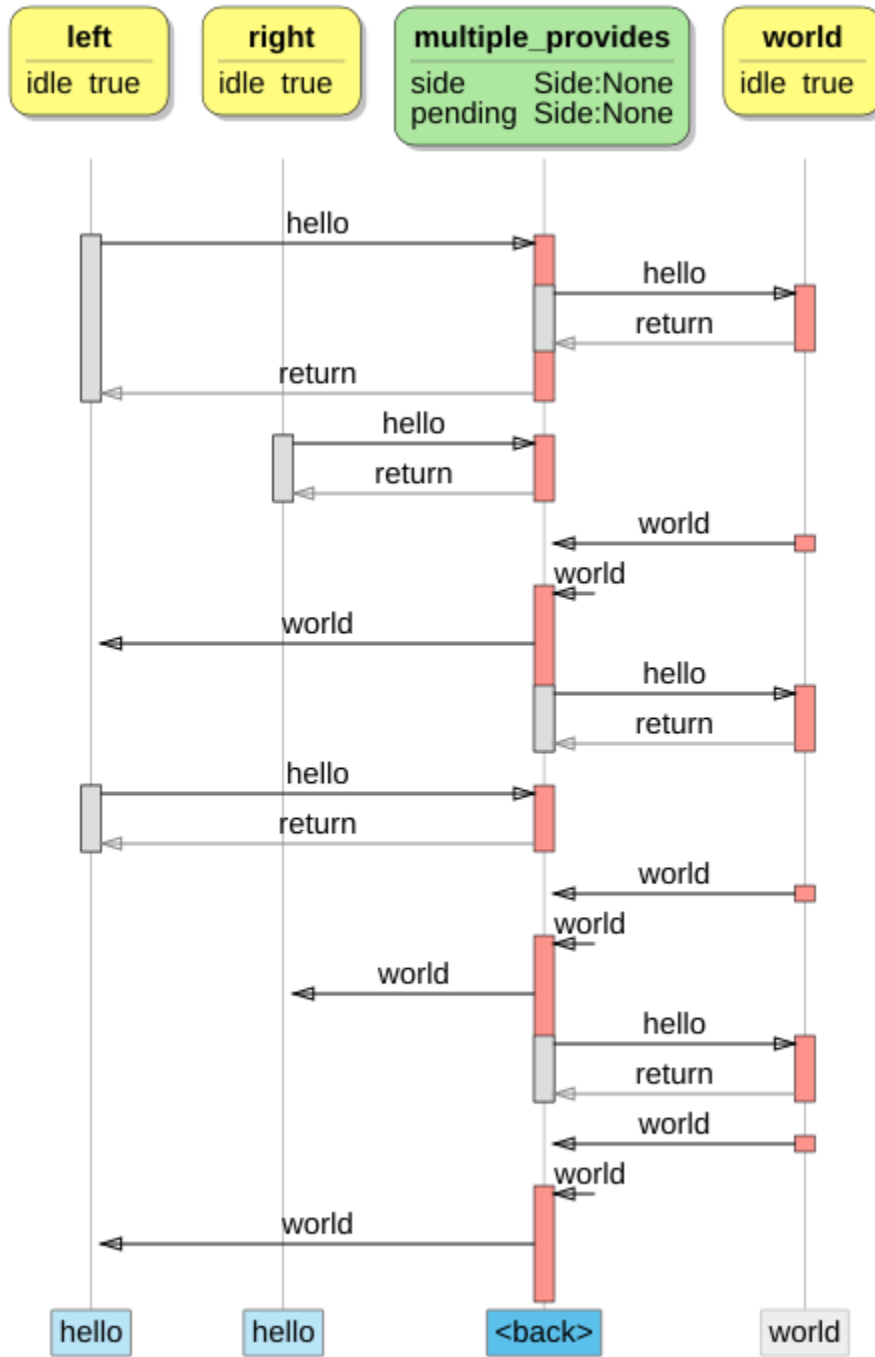 left
idle true
right
idle true
multiple_provides
side Side:None
pending Side:None
world
idle true
hello
hello
return
return
hello
return
world
world
world
hello
return
hello
return
world
world
world
hello
return
world
world
world
hello
hello
<back>
world